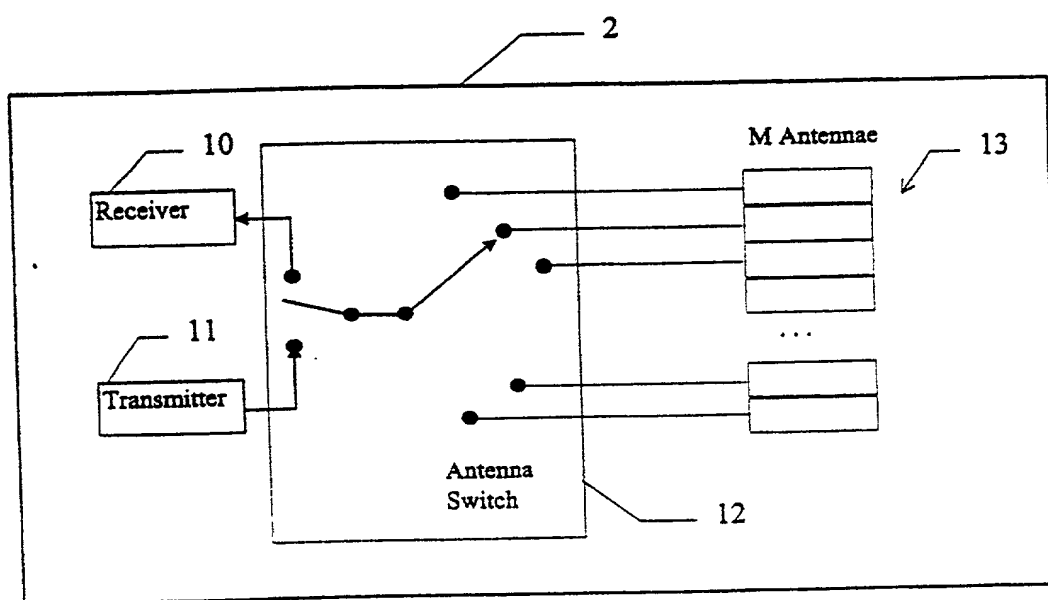 2
10
M Antennae
13
Receiver
11
...
Transmitter
Antenna
Switch
12